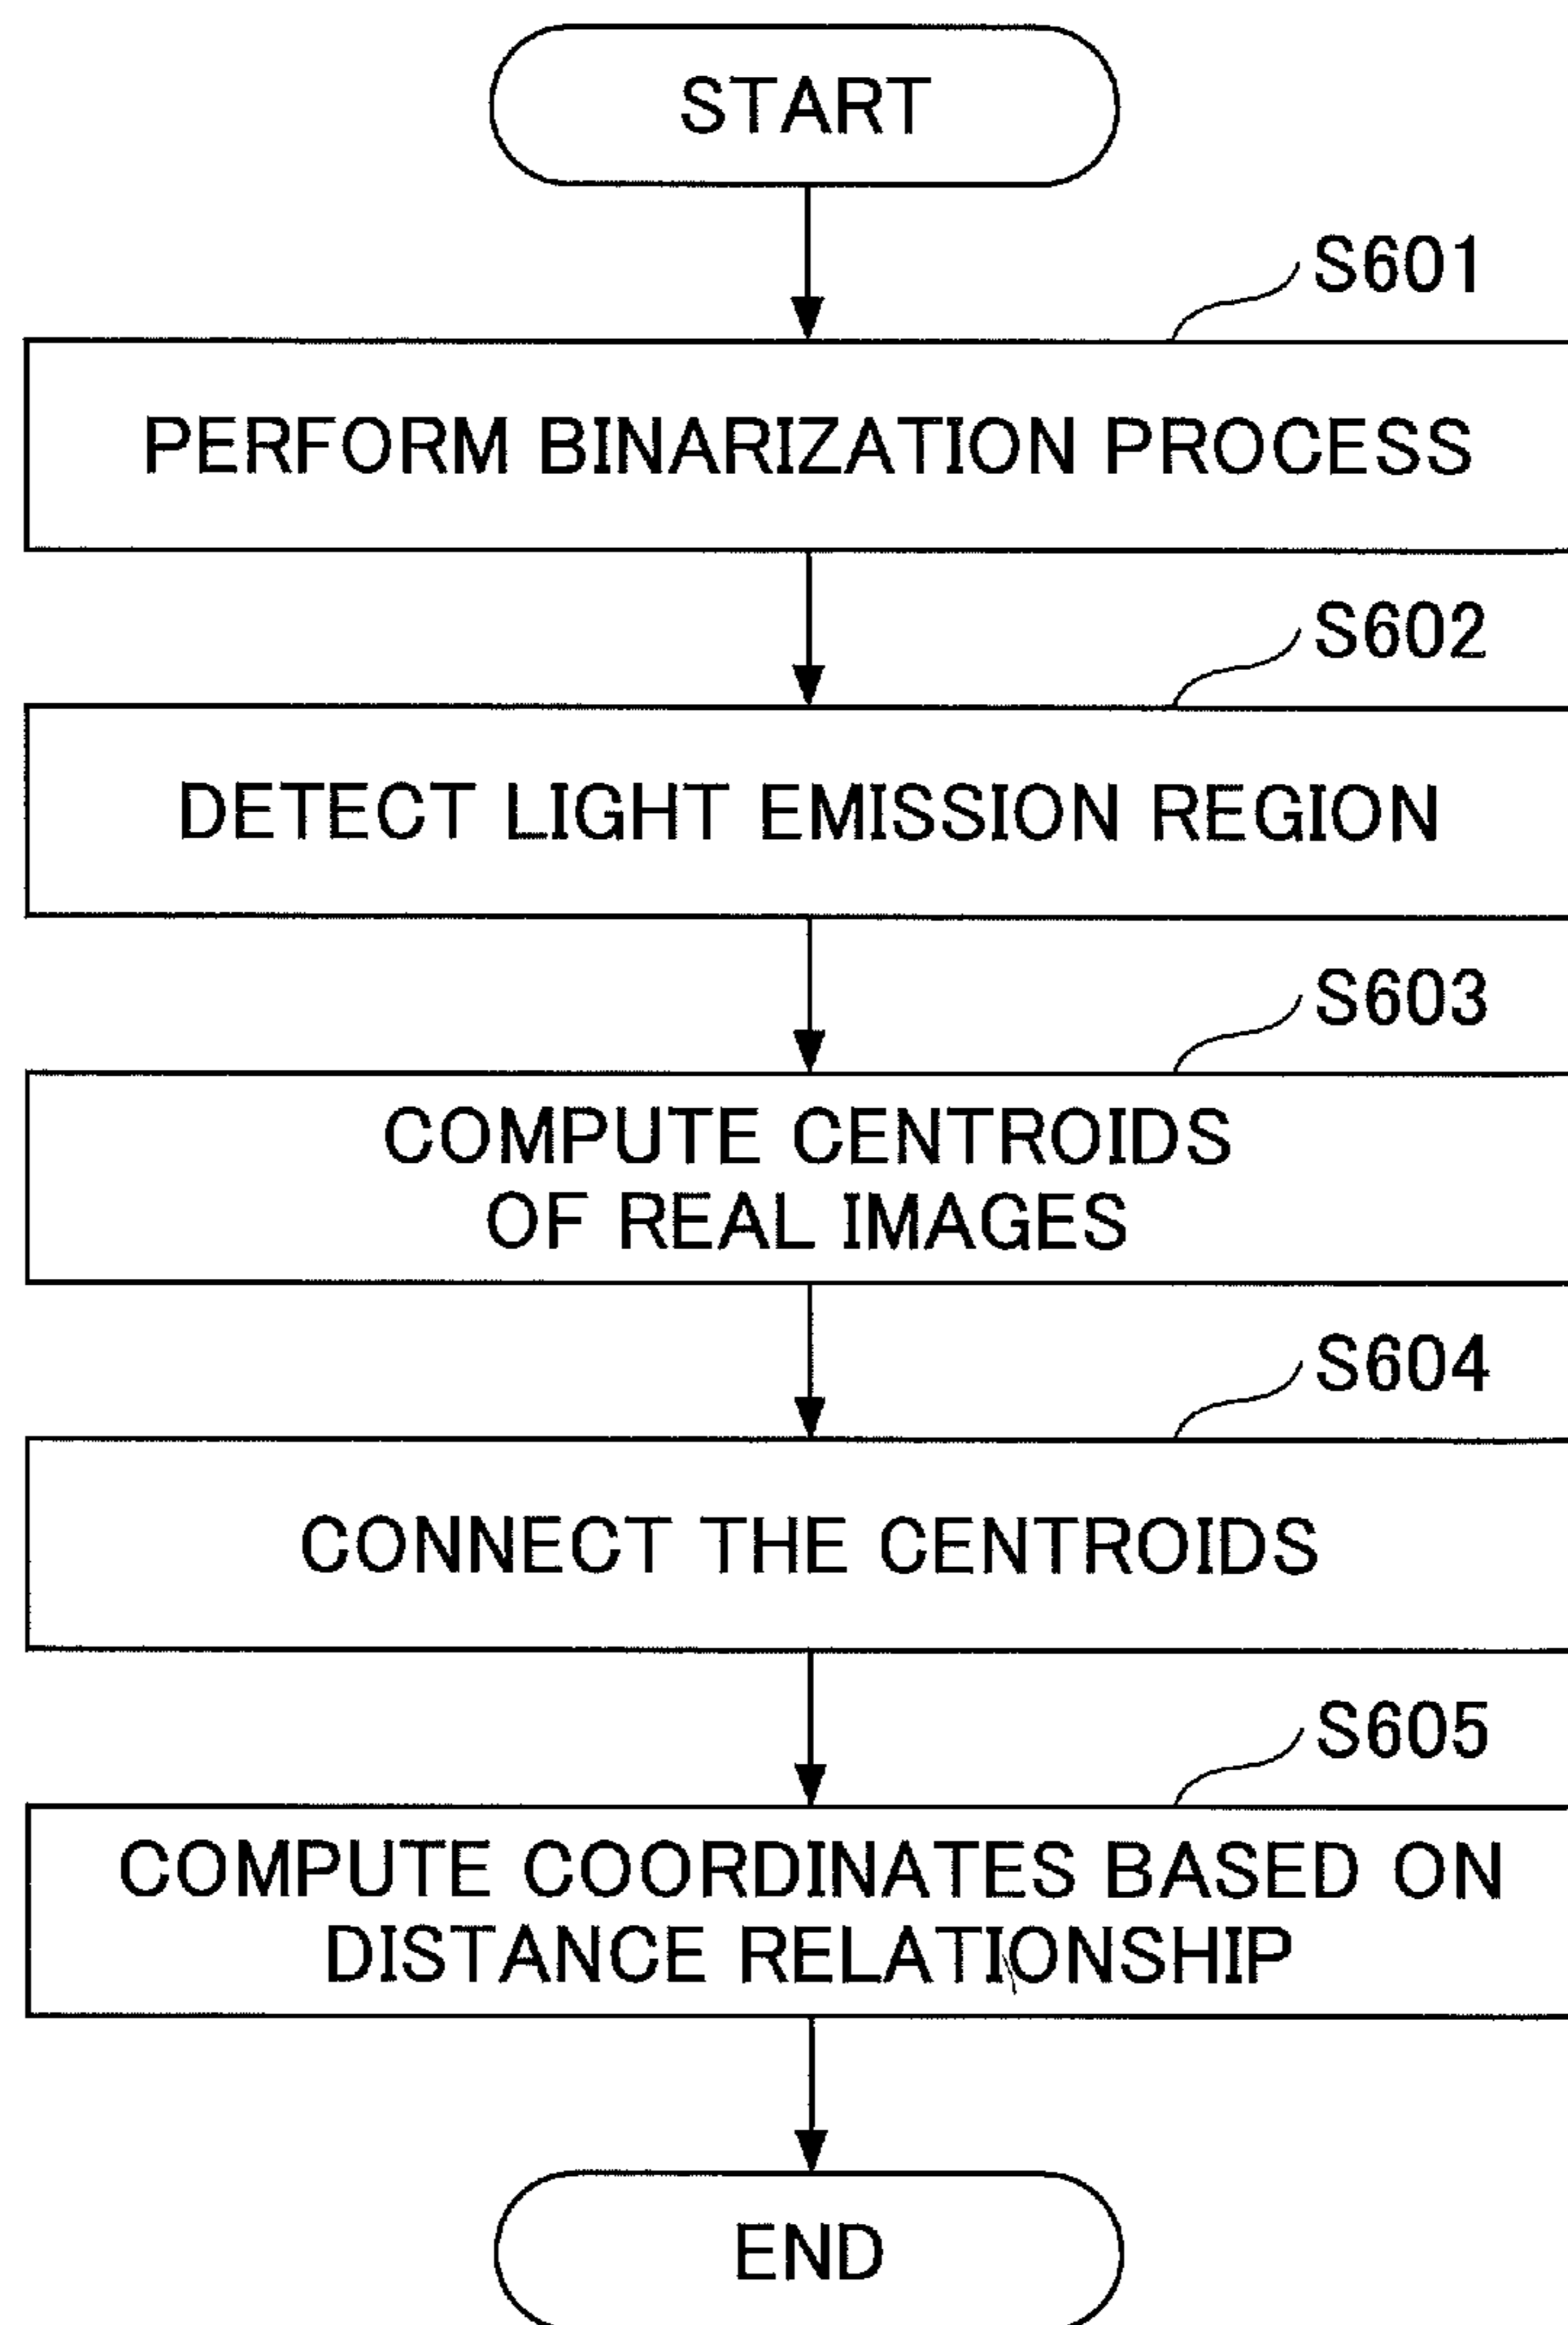 START
S601
PERFORM BINARIZATION PROCESS
S602
DETECT LIGHT EMISSION REGION
S603
COMPUTE CENTROIDS
OF REAL IMAGES
S604
CONNECT THE CENTROIDS
S605
COMPUTE COORDINATES BASED ON
DISTANCE RELATIONSHIP
END